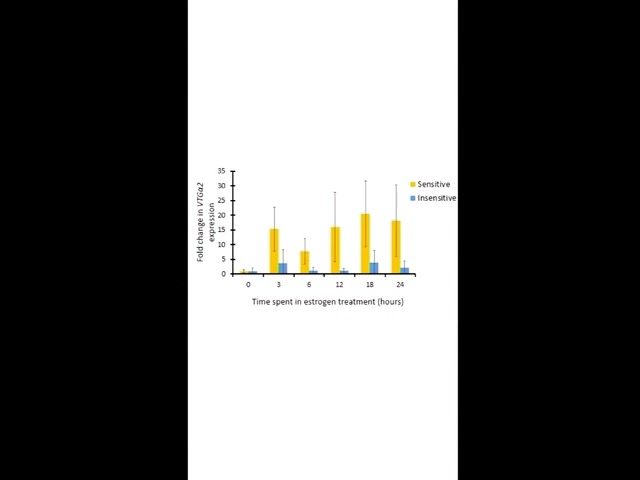 35
30
25
20
15
10
5
0
Fold change in VTGα2
expression
Sensitive
Insensitive
0 3 6 12 18 24
Time spent in estrogen treatment (hours)